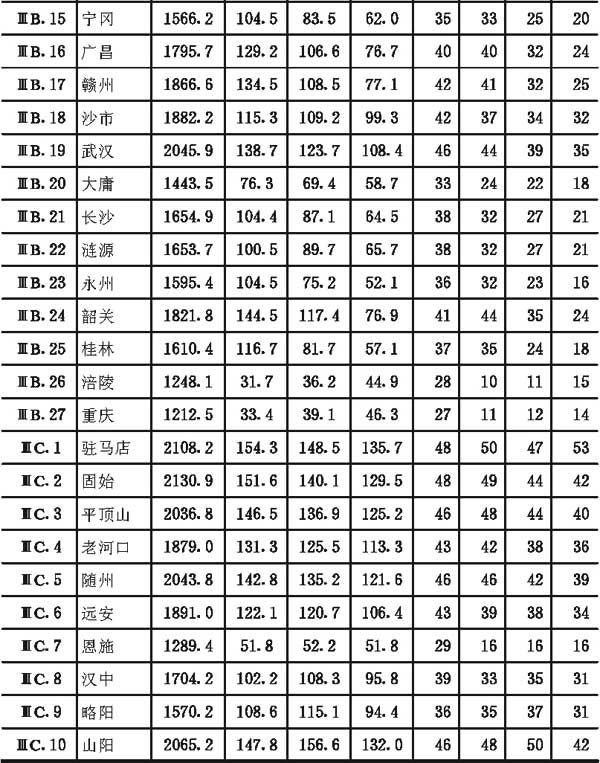 ⅢB.15 宁冈 1566.2 104.5 83.5 62.0 35 33 25 20
ⅢB.16 广昌 1795.7 129.2 106.6 76.7 40 40 32 24
ⅢB.17 赣州 1866.6 134.5 108.5 77.1 42 41 32 25
ⅢB.18 沙市 1882.2 115.3 109.2 99.3 42 37 34 32
ⅢB.19 武汉 2045.9 138.7 123.7 108.4 46 44 39 35
ⅢB.20 大庸 1443.5 76.3 69.4 58.7 33 24 22 18
ⅢB.21 长沙 1654.9 104.4 87.1 64.5 38 32 27 21
ⅢB.22 涟源 1653.7 100.5 89.7 65.7 38 32 27 21
ⅢB.23 永州 1595.4 104.5 75.2 52.1 36 32 23 16
ⅢB.24 韶关 1821.8 144.5 117.4 76.9 41 44 35 24
ⅢB.25 桂林 1610.4 116.7 81.7 57.1 37 35 24 18
ⅢB.26 涪陵 1248.1 31.7 36.2 44.9 28 10 11 15
ⅢB.27 重庆 1212.5 33.4 39.1 46.3 27 11 12 14
ⅢC.1 驻马店 2108.2 154.3 148.5 135.7 48 50 47 53
ⅢC.2 固始 2130.9 151.6 140.1 129.5 48 49 44 42
ⅢC.3 平顶山 2036.8 146.5 136.9 125.2 46 48 44 40
ⅢC.4 老河口 1879.0 131.3 125.5 113.3 43 42 38 36
ⅢC.5 随州 2043.8 142.8 135.2 121.6 46 46 42 39
ⅢC.6 远安 1891.0 122.1 120.7 106.4 43 39 38 34
ⅢC.7 恩施 1289.4 51.8 52.2 51.8 29 16 16 16
ⅢC.8 汉中 1704.2 102.2 108.3 95.8 39 33 35 31
ⅢC.9 略阳 1570.2 108.6 115.1 94.4 36 35 37 31
ⅢC.10 山阳 2065.2 147.8 156.6 132.0 46 48 50 42